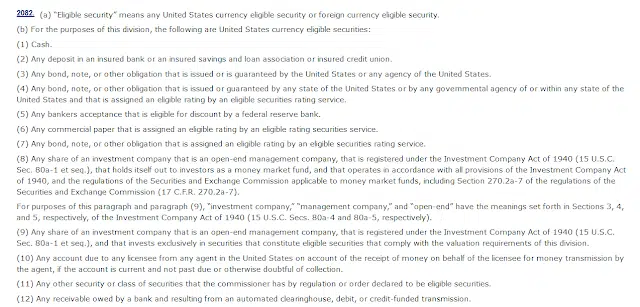 2082. (a) "Eligible security" means any United States currency eligible security or foreign currency eligible security.
(b) For the purposes of this division, the following are United States currency eligible securities:
(1) Cash.
(2) Any deposit in an insured bank or an insured savings and loan association or insured credit union.
(3) Any bond, note, or other obligation that is issued or is guaranteed by the United States or any agency of the United States.
(4) Any bond, note, or other obligation that is issued or guaranteed by any state of the United States or by any governmental agency of or within any state of the
United States and that is assigned an eligible rating by an eligible securities rating service.
(5) Any bankers acceptance that is eligible for discount by a federal reserve bank.
(6) Any commercial paper that is assigned an eligible rating by an eligible rating securities service.
(7) Any bond, note, or other obligation that is assigned an eligible rating by an eligible securities rating service.
(8) Any share of an investment company that is an open-end management company, that is registered under the Investment Company Act of 1940 (15 U.S.C.
Sec. 80a-1 et seq.), that holds itself out to investors as a money market fund, and that operates in accordance with all provisions of the Investment Company Act
of 1940, and the regulations of the Securities and Exchange Commission applicable to money market funds, including Section 270.2a-7 of the regulations of the
Securities and Exchange Commission (17 C.F.R. 270.2a-7).
For purposes of this paragraph and paragraph (9), "investment company," "management company," and "open-end" have the meanings set forth in Sections 3, 4,
and 5, respectively, of the Investment Company Act of 1940 (15 U.S.C. Secs. 80a-4 and 80a-5, respectively).
(9) Any share of an investment company that is an open-end management company, that is registered under the Investment Company Act of 1940 (15 U.S.C.
Sec. 80a-1 et seq.), and that invests exclusively in securities that constitute eligible securities that comply with the valuation requirements of this division.
(10) Any account due to any licensee from any agent in the United States on account of the receipt of money on behalf of the licensee for money transmission by
the agent, if the account is current and not past due or otherwise doubtful of collection.
(11) Any other security or class of securities that the commissioner has by regulation or order declared to be eligible securities.
(12) Any receivable owed by a bank and resulting from an automated clearinghouse, debit, or credit-funded transmission.